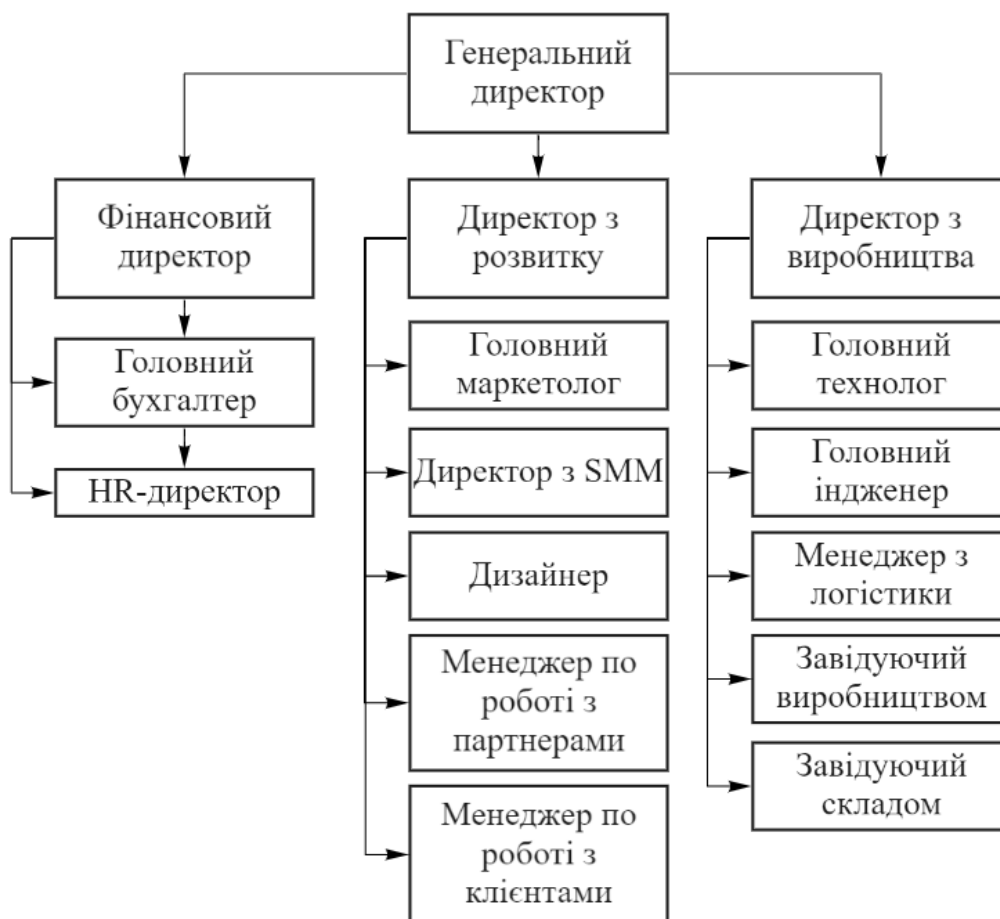 Генеральний
директор
Фінансовий
директор
Головний
бухгалтер
HR-директор
Директор з
розвитку
Головний
маркетолог
Директор з SMM
Дизайнер
Менеджер по
роботі з
партнерами
Менеджер по
роботі з
клієнтами
Директор з
виробництва
Головний
технолог
Головний
індженер
Менеджер з
логістики
Завідуючий
виробництвом
Завідуючий
складом